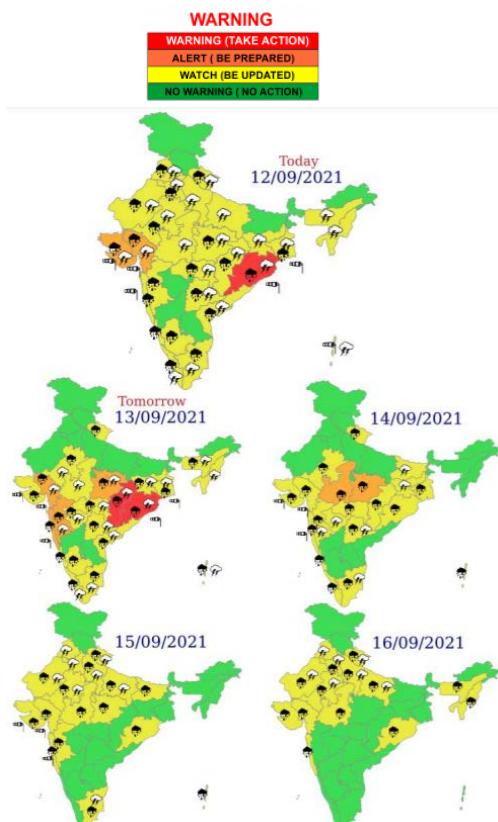 WARNING
WARNING (TAKE ACTION)
ALERT ( BE PREPARED)
WATCH (BE UPDATED)
NO WARNING ( NO ACTION)
Today
12/09/2021
Tomorrow
13/09/2021
14/09/2021
15/09/2021
16/09/2021